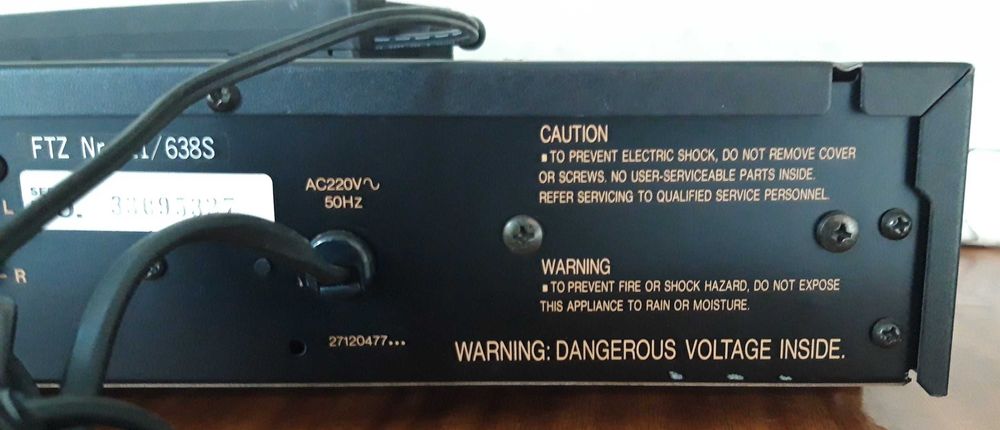 FTZ Nr /638S
L
- R
AC220V∿
50HZ
27120477...
CAUTION
▪ TO PREVENT ELECTRIC SHOCK, DO NOT REMOVE COVER
OR SCREWS. NO USER-SERVICEABLE PARTS INSIDE.
REFER SERVICING TO QUALIFIED SERVICE PERSONNEL.
WARNING
▪ TO PREVENT FIRE OR SHOCK HAZARD, DO NOT EXPOSE
THIS APPLIANCE TO RAIN OR MOISTURE.
WARNING: DANGEROUS VOLTAGE INSIDE.